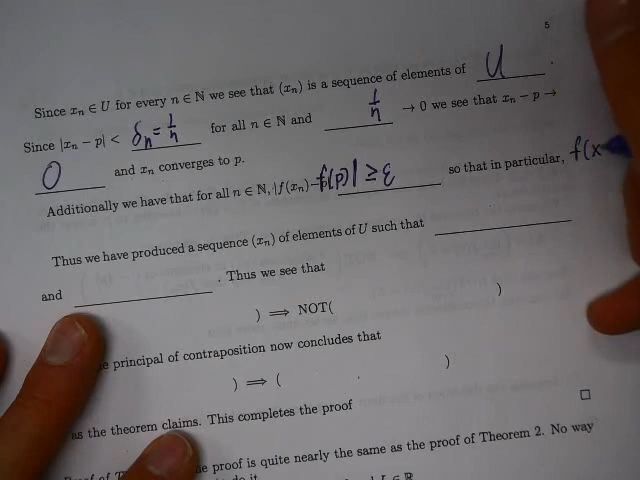 5
Since xₙ ∈ U for every n ∈ ℕ we see that (xₙ) is a sequence of elements of U .
Since |xₙ − p| < δₙ = 1/n for all n ∈ ℕ and 1/n → 0 we see that xₙ − p →
0 and xₙ converges to p.
Additionally we have that for all n ∈ ℕ, |f(xₙ) − f(p)| ≥ ε so that in particular, f(x
Thus we have produced a sequence (xₙ) of elements of U such that
and . Thus we see that
) ⟹ NOT( )
principal of contraposition now concludes that
) ⟹ ( . )
as the theorem claims. This completes the proof
□
proof is quite nearly the same as the proof of Theorem 2. No way